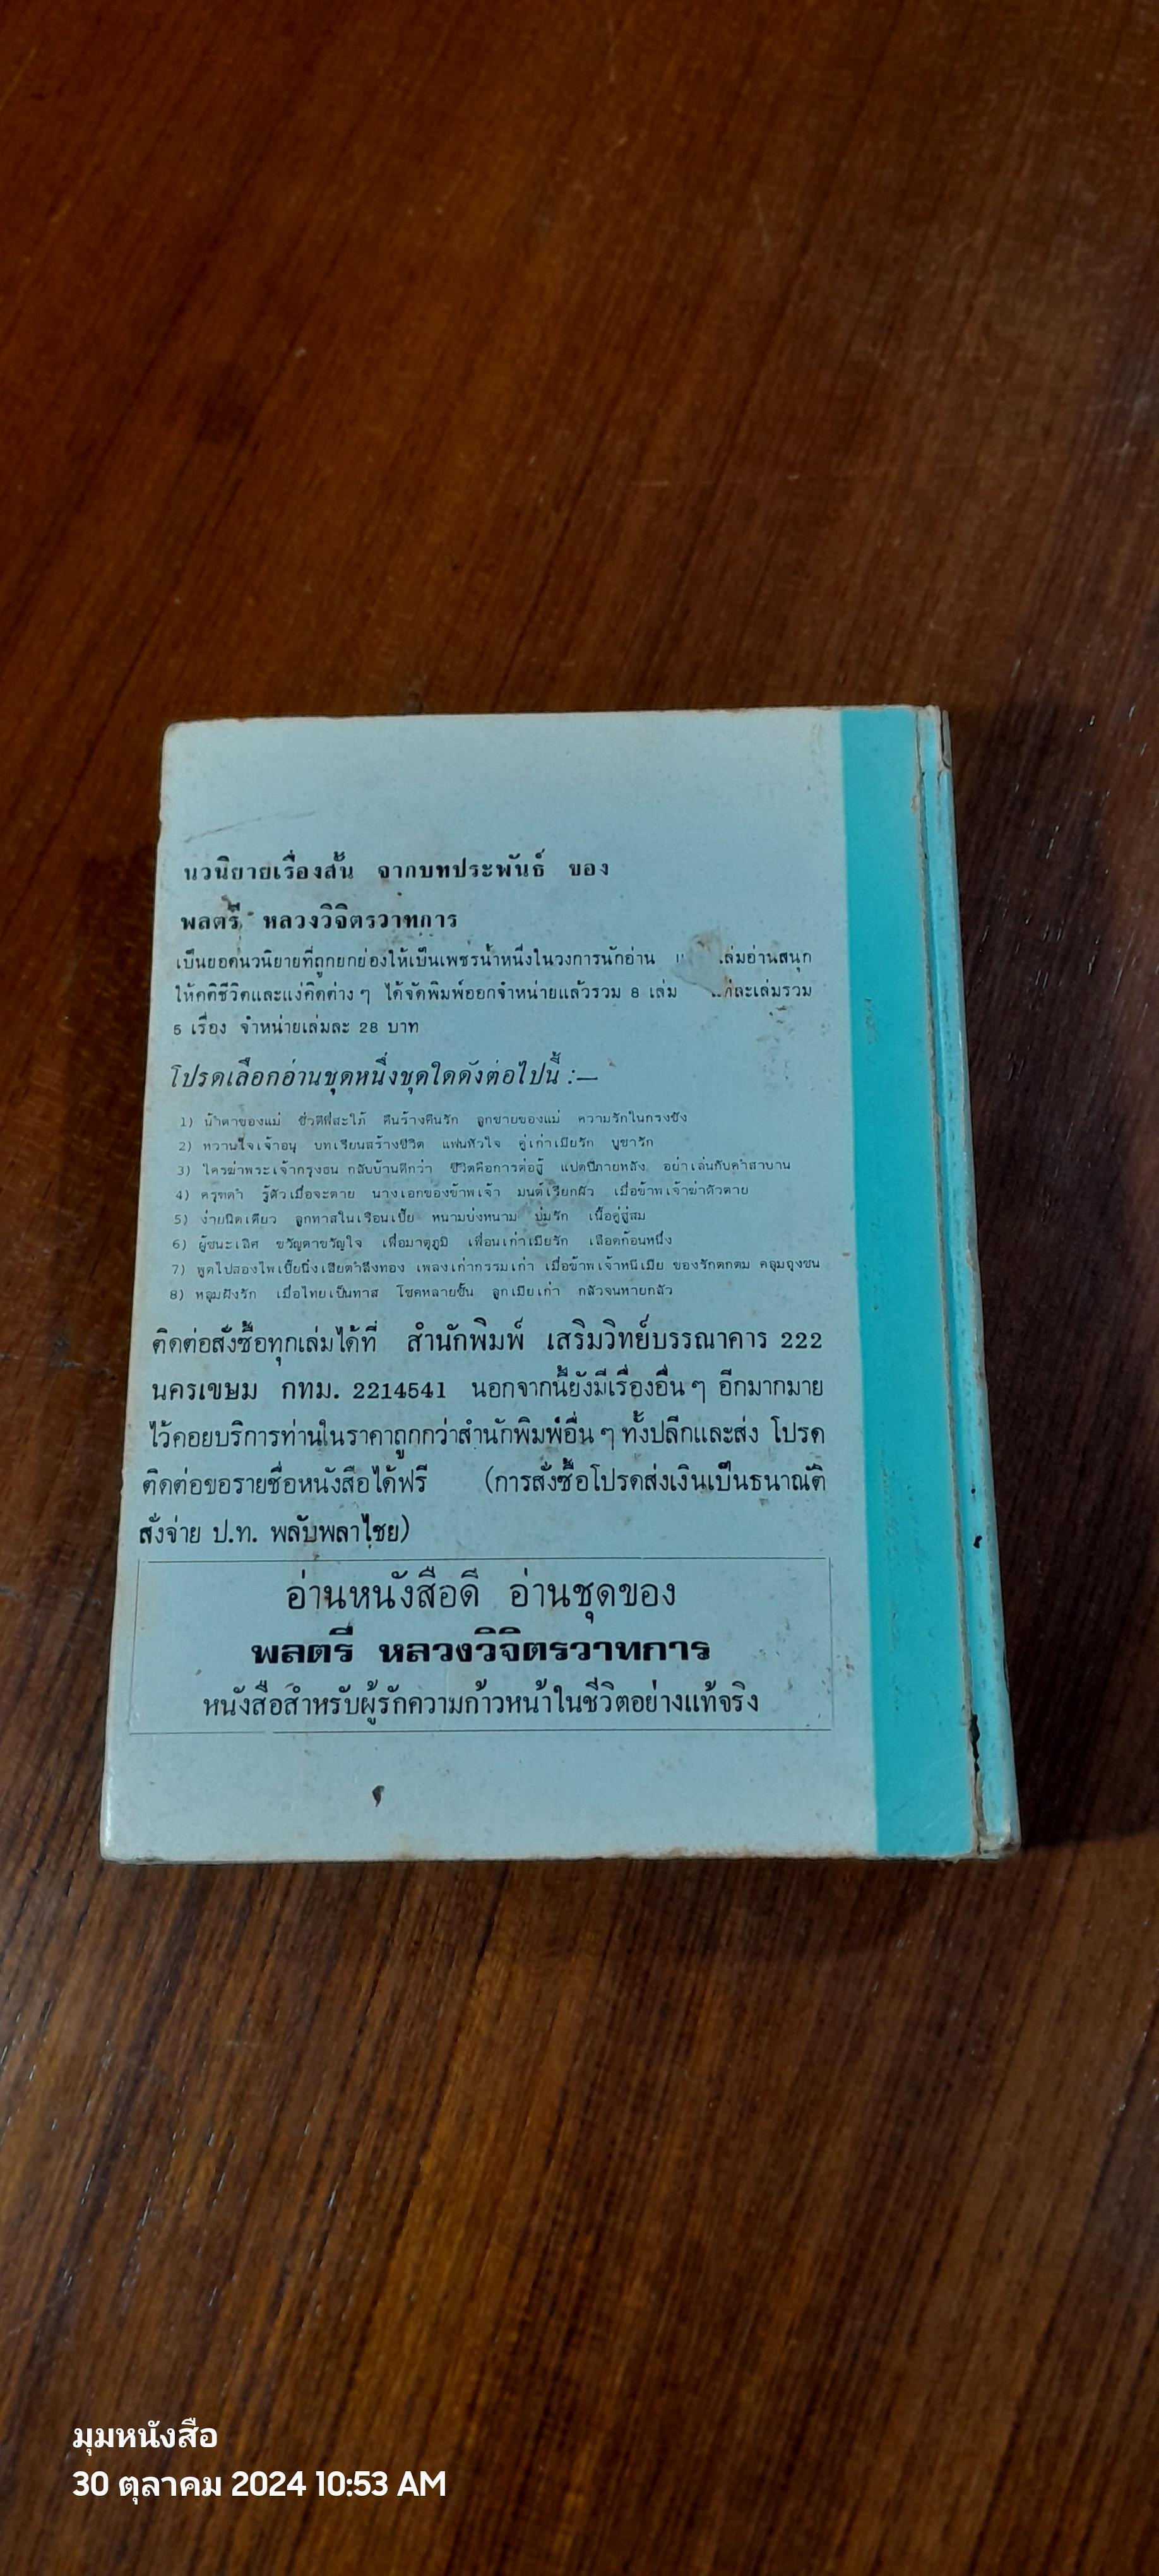 นวนิยายเรื่องสั้น จากบทประพันธ์ ของ
พลตรี หลวงวิจิตรวาทการ
เป็นยอดนวนิยายที่ถูกยกย่องให้เป็นเพชรน้ำหนึ่งในวงการนักอ่าน เล่มอ่านสนุก
ให้คติชีวิตและแง่คิดต่าง ๆ ได้จัดพิมพ์ออกจำหน่ายแล้วรวม 8 เล่ม แต่ละเล่มรวม
5 เรื่อง จำหน่ายเล่มละ 28 บาท
โปรดเลือกอ่านชุดหนึ่งชุดใดดังต่อไปนี้ :—
1) น้ำตาของแม่ ชั่วดีพี่สะใภ้ คืนร้างคืนรัก ลูกชายของแม่ ความรักในกรงขัง
2) หวานใจเจ้าอนุ บทเรียนสร้างชีวิต แฟนหัวใจ คู่เก่าเมียรัก บูชารัก
3) ใครฆ่าพระเจ้ากรุงธน กลับบ้านดีกว่า ชีวิตคือการต่อสู้ แปดปีภายหลัง อย่าเล่นกับคำสาบาน
4) ครุฑดำ รู้ตัวเมื่อจะตาย นางเอกของข้าพเจ้า มนต์เรียกผัว เมื่อข้าพเจ้าฆ่าตัวตาย
5) ง่ายนิดเดียว ลูกทาสในเรือนเบี้ย หนามบ่งหนาม บ่มรัก เนื้อคู่สู่สม
6) ผู้ชนะเลิศ ขวัญตาขวัญใจ เพื่อมาตุภูมิ เพื่อนเก่าเมียรัก เลือดก้อนหนึ่ง
7) พูดไปสองไพเบี้ยนิ่งเสียตำลึงทอง เพลงเก่ากรรมเก่า เมื่อข้าพเจ้าหนีเมีย ของรักตกตม คลุมถุงชน
8) หลุมฝังรัก เมื่อไทยเป็นทาส โชคหลายชั้น ลูกเมียเก่า กลัวจนหายกลัว
ติดต่อสั่งซื้อทุกเล่มได้ที่ สำนักพิมพ์ เสริมวิทย์บรรณาคาร 222
นครเขษม กทม. 2214541 นอกจากนี้ยังมีเรื่องอื่น ๆ อีกมากมาย
ไว้คอยบริการท่านในราคาถูกกว่าสำนักพิมพ์อื่น ๆ ทั้งปลีกและส่ง โปรด
ติดต่อขอรายชื่อหนังสือได้ฟรี (การสั่งซื้อโปรดส่งเงินเป็นธนาณัติ
สั่งจ่าย ป.ท. พลับพลาไชย)
อ่านหนังสือดี อ่านชุดของ
พลตรี หลวงวิจิตรวาทการ
หนังสือสำหรับผู้รักความก้าวหน้าในชีวิตอย่างแท้จริง
มุมหนังสือ
30 ตุลาคม 2024 10:53 AM